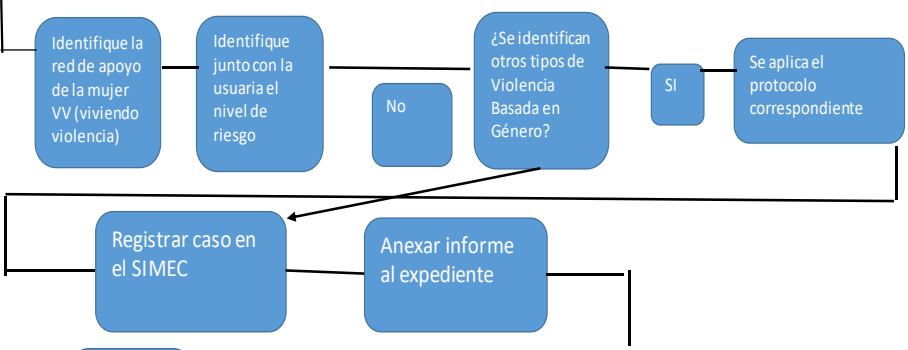 Identifique la
red de apoyo
de la mujer
VV (viviendo
violencia)
Identifique
junto con la
usuaria el
nivel de
riesgo
No
¿Se identifican
otros tipos de
Violencia
Basada en
Género?
SI
Se aplica el
protocolo
correspondiente
Registrar caso en
el SIMEC
Anexar informe
al expediente